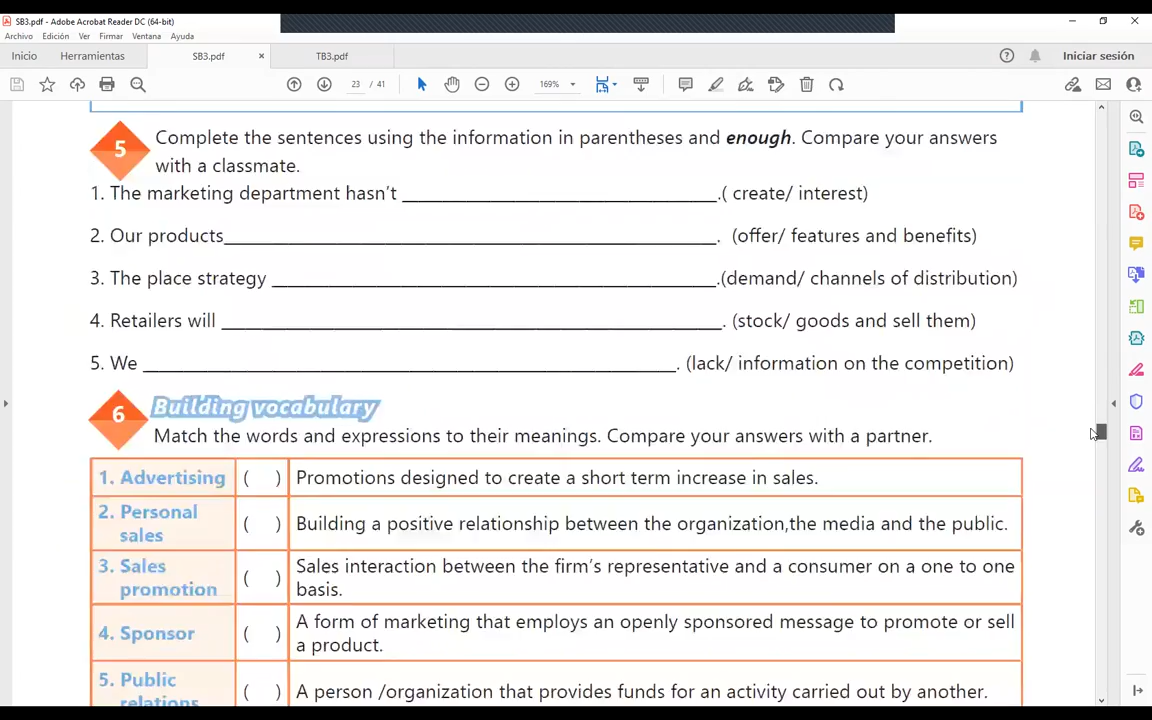 SB3.pdf - Adobe Acrobat Reader DC (64-bit)
Archivo Edición Ver Firmar Ventana Ayuda
Inicio Herramientas SB3.pdf × TB3.pdf Iniciar sesión
23 / 41 169%
5 Complete the sentences using the information in parentheses and enough. Compare your answers
with a classmate.
1. The marketing department hasn't ____________________.( create/ interest)
2. Our products____________________. (offer/ features and benefits)
3. The place strategy ____________________.(demand/ channels of distribution)
4. Retailers will ____________________. (stock/ goods and sell them)
5. We ____________________. (lack/ information on the competition)
6 Building vocabulary
Match the words and expressions to their meanings. Compare your answers with a partner.
1. Advertising ( ) Promotions designed to create a short term increase in sales.
2. Personal
sales ( ) Building a positive relationship between the organization,the media and the public.
3. Sales
promotion ( ) Sales interaction between the firm's representative and a consumer on a one to one
basis.
4. Sponsor ( ) A form of marketing that employs an openly sponsored message to promote or sell
a product.
5. Public
relations ( ) A person /organization that provides funds for an activity carried out by another.